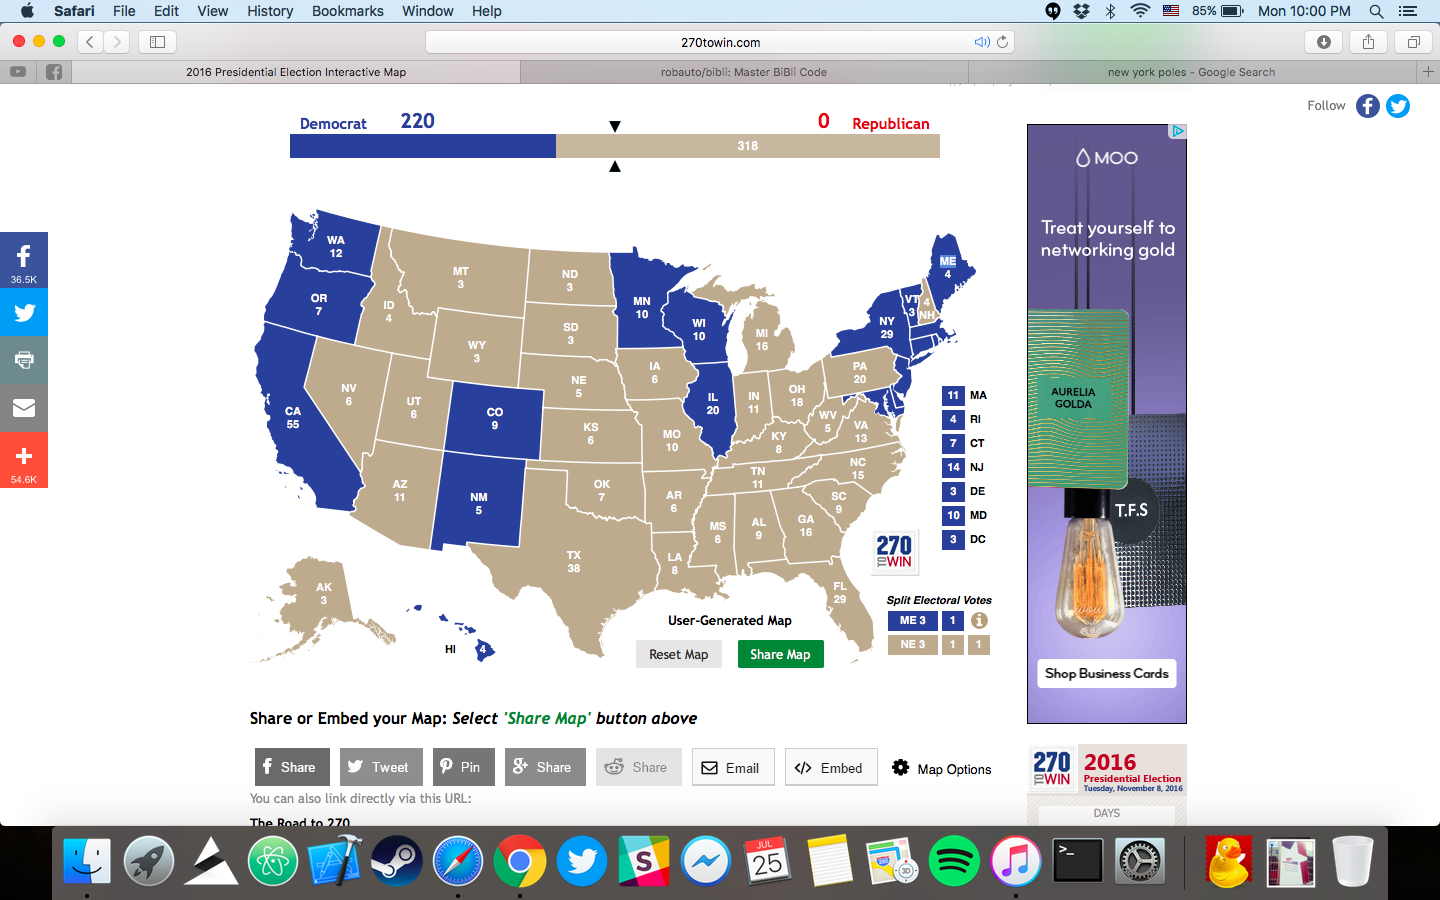 Safari File Edit View History Bookmarks Window Help 85% Mon 10:00 PM
270towin.com
2016 Presidential Election Interactive Map
robauto/bibli: Master BiBli Code
new york poles - Google Search
Follow
Democrat 220 0 Republican
318
36.5K
54.6K
WA
12
OR
7
CA
55
ID
4
NV
6
MT
3
WY
3
UT
6
AZ
11
CO
9
NM
5
ND
3
SD
3
NE
5
KS
6
OK
7
TX
38
MN
10
IA
6
MO
10
AR
6
LA
8
WI
10
IL
20
MI
16
IN
11
OH
18
KY
8
TN
11
MS
6
AL
9
GA
16
FL
29
SC
9
NC
15
VA
13
WV
5
PA
20
NY
29
VT
3
4
NH
ME
4
AK
3
HI
4
11 MA
4 RI
7 CT
14 NJ
3 DE
10 MD
3 DC
270
TO WIN
Split Electoral Votes
ME 3 1
NE 3 1 1
User-Generated Map
Reset Map
Share Map
Share or Embed your Map: Select 'Share Map' button above
Share
Tweet
Pin
Share
Share
Email
Embed
Map Options
You can also link directly via this URL:
The Road to 270
MOO
Treat yourself to
networking gold
AURELIA
GOLDA
T.F.S
Shop Business Cards
270
TO WIN
2016
Presidential Election
Tuesday, November 8, 2016
DAYS
JUL
25
3D